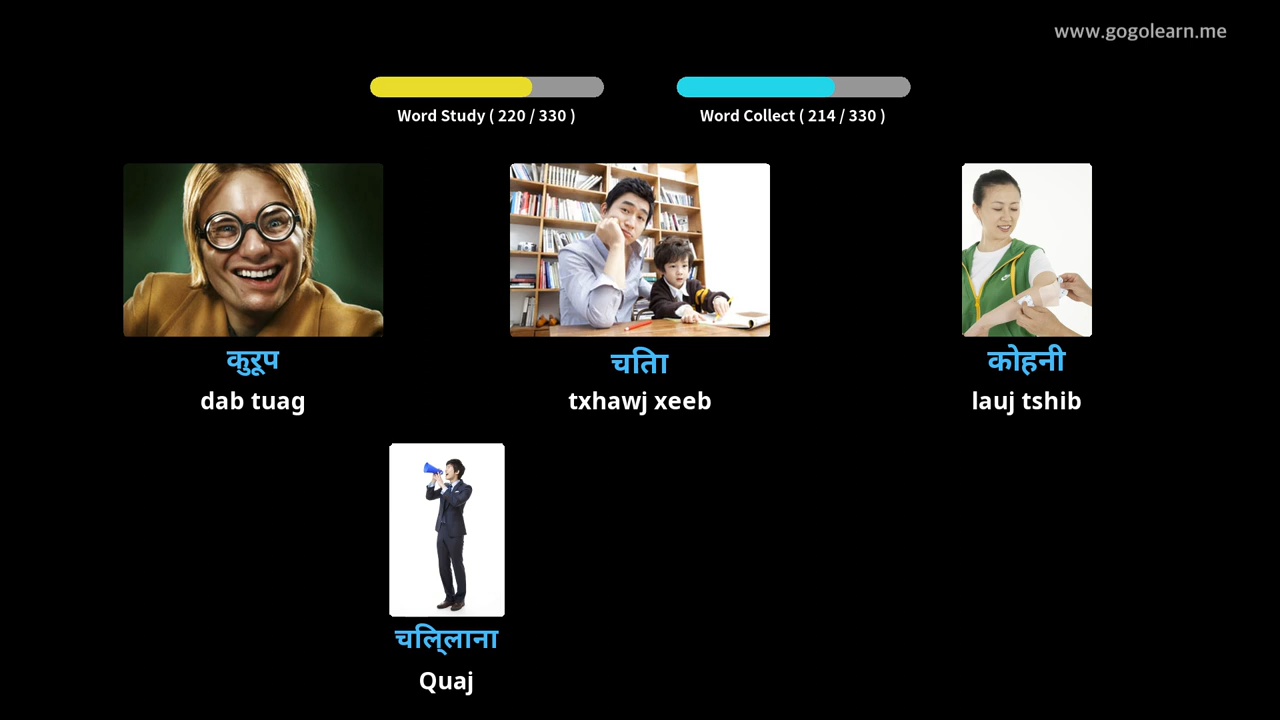 www.gogolearn.me
Word Study ( 220 / 330 )
Word Collect ( 214 / 330 )
कुरूप
चिंता
कोहनी
dab tuag
txhawj xeeb
lauj tshib
चिल्लाना
Quaj